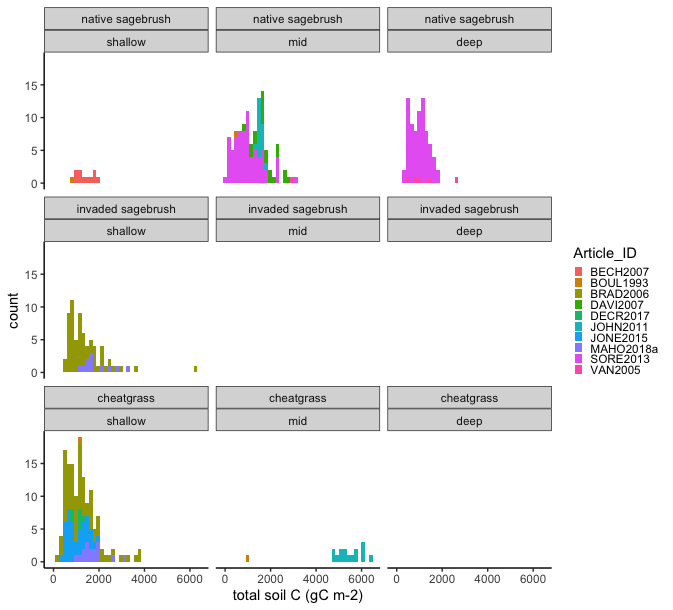 native sagebrush native sagebrush native sagebrush
shallow mid deep
15
10
5
0
invaded sagebrush invaded sagebrush invaded sagebrush
shallow mid deep
15
10
5
0
count
cheatgrass cheatgrass cheatgrass
shallow mid deep
15
10
5
0
0 2000 4000 6000 0 2000 4000 6000 0 2000 4000 6000
total soil C (gC m-2)
Article_ID
BECH2007
BOUL1993
BRAD2006
DAVI2007
DECR2017
JOHN2011
JONE2015
MAHO2018a
SORE2013
VAN2005